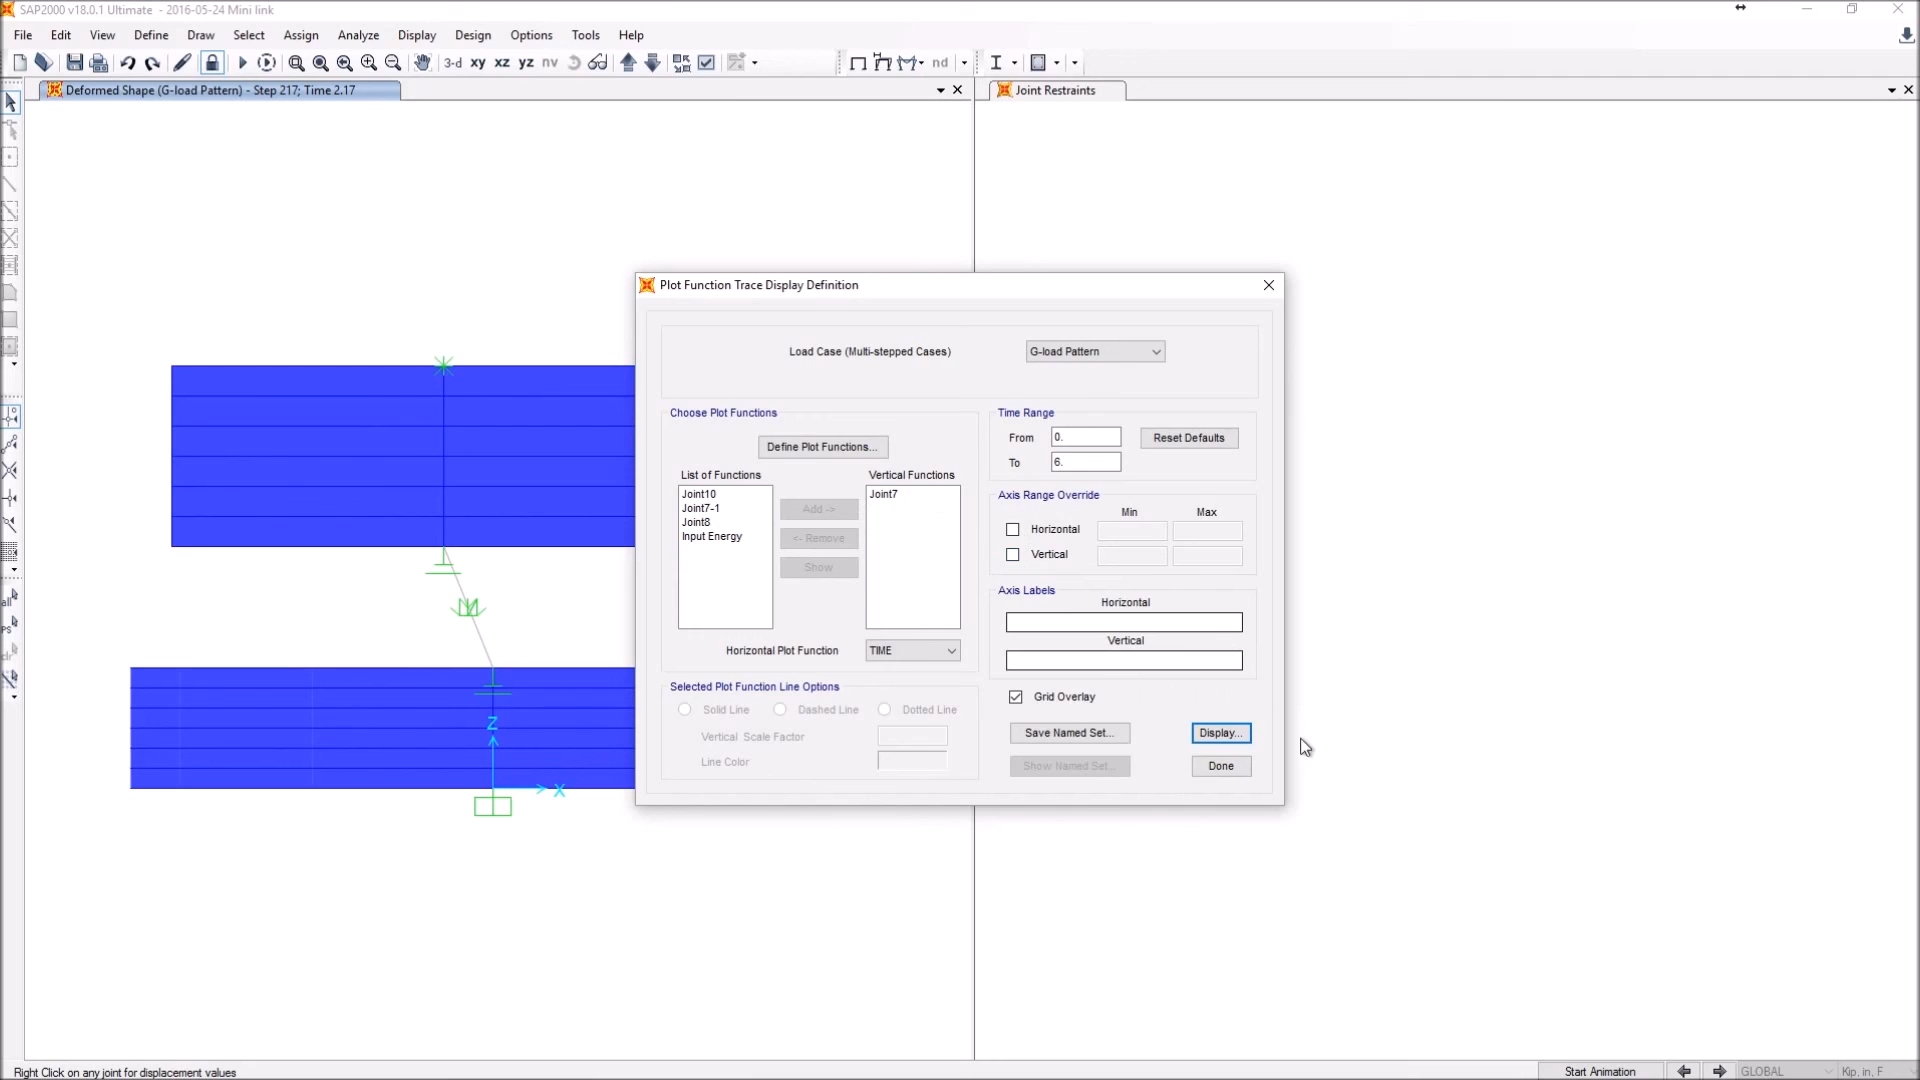 SAP2000 v18.0.1 Ultimate - 2016-05-24 Mini link
File Edit View Define Draw Select Assign Analyze Display Design Options Tools Help
3-d xy xz yz nv nd
Deformed Shape (G-load Pattern) - Step 217; Time 2.17
Joint Restraints
Plot Function Trace Display Definition
Load Case (Multi-stepped Cases)
G-load Pattern
Choose Plot Functions
Define Plot Functions...
List of Functions
Vertical Functions
Joint10
Joint7-1
Joint8
Input Energy
Add ->
<- Remove
Show
Joint7
Horizontal Plot Function
TIME
Selected Plot Function Line Options
Solid Line
Dashed Line
Dotted Line
Vertical Scale Factor
Line Color
Time Range
From
0.
Reset Defaults
To
6.
Axis Range Override
Min
Max
Horizontal
Vertical
Axis Labels
Horizontal
Vertical
Grid Overlay
Save Named Set...
Display...
Show Named Set...
Done
Z
X
all
PS
clr
Right Click on any joint for displacement values
Start Animation
GLOBAL
Kip, in, F